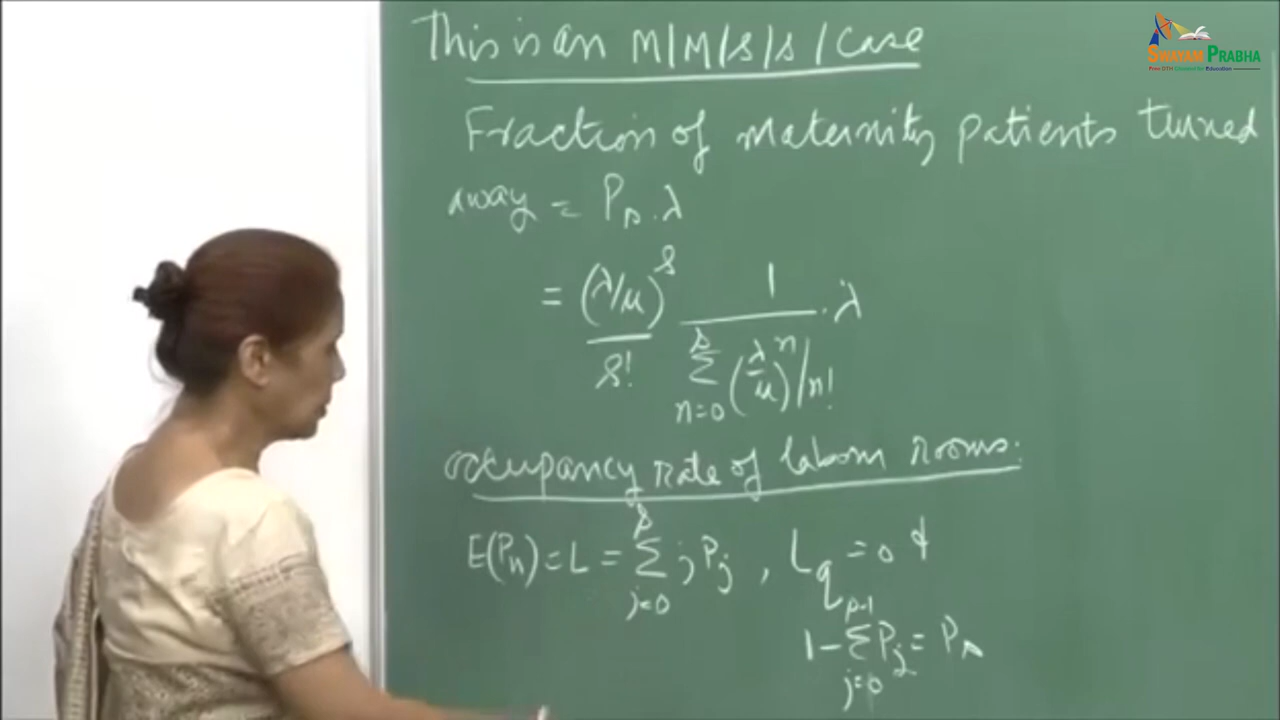 This is an M/M/s/s/Case
SWAYAM PRABHA
Fraction of maternity patients turned
away = P_s . λ
= (λ/μ)^s / s! 1 / Σ_{n=0}^{s} (λ/μ)^n / n! . λ
occupancy rate of labour rooms.
E(P_n) = L = Σ_{j=0}^{s} j P_j , L_q = 0 &
1 - Σ_{j=0}^{s-1} P_j = P_s